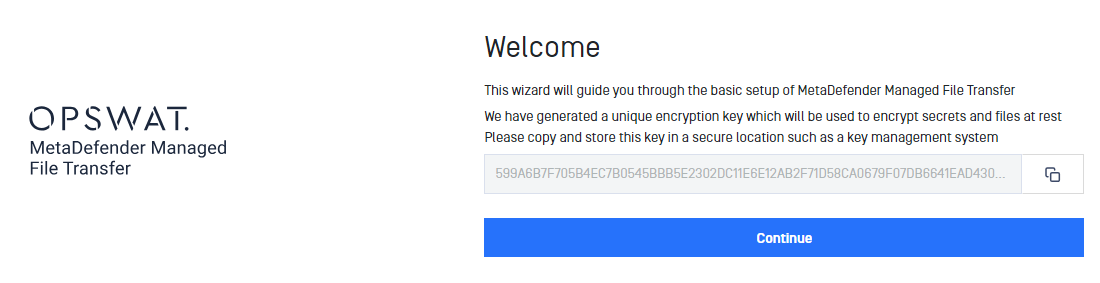 OPSWAT.
MetaDefender Managed
File Transfer
Welcome
This wizard will guide you through the basic setup of MetaDefender Managed File Transfer
We have generated a unique encryption key which will be used to encrypt secrets and files at rest
Please copy and store this key in a secure location such as a key management system
599A6B7F705B4EC7B0545BBB5E2302DC11E6E12AB2F71D58CA0679F07DB6641EAD430...
Continue